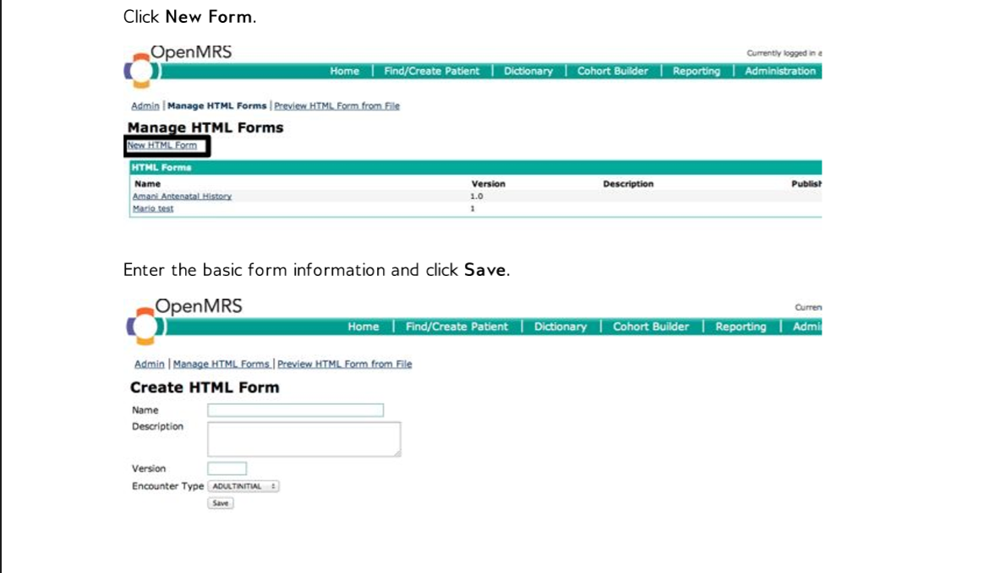 Click New Form.
OpenMRS
Currently logged in a
Home | Find/Create Patient | Dictionary | Cohort Builder | Reporting | Administration
Admin | Manage HTML Forms | Preview HTML Form from File
Manage HTML Forms
New HTML Form
HTML Forms
Name Version Description Publish
Amani Antenatal History 1.0
Mario test 1
Enter the basic form information and click Save.
OpenMRS
Curren
Home | Find/Create Patient | Dictionary | Cohort Builder | Reporting | Admi
Admin | Manage HTML Forms | Preview HTML Form from File
Create HTML Form
Name
Description
Version
Encounter Type ADULTINITIAL
Save